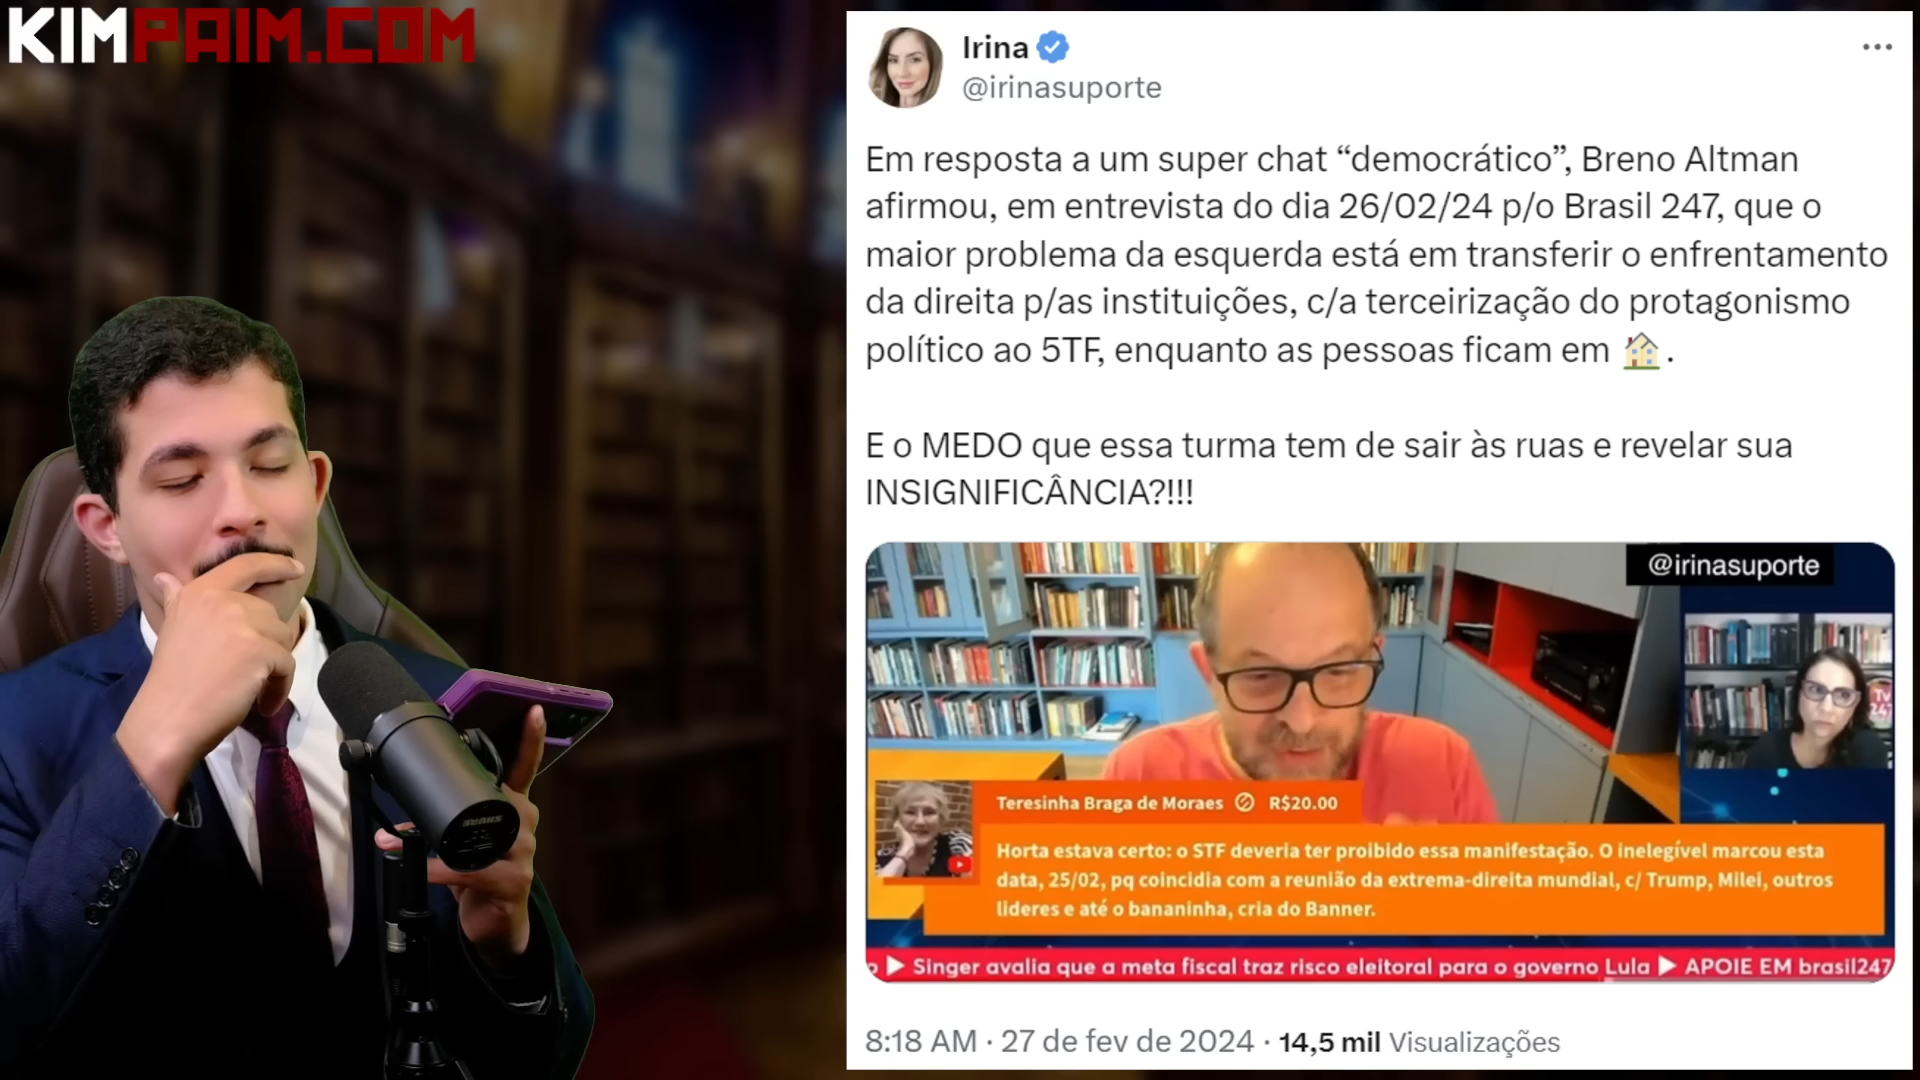 KIMPAIM.COM
Irina
@irinasuporte
Em resposta a um super chat “democrático”, Breno Altman
afirmou, em entrevista do dia 26/02/24 p/o Brasil 247, que o
maior problema da esquerda está em transferir o enfrentamento
da direita p/as instituições, c/a terceirização do protagonismo
político ao 5TF, enquanto as pessoas ficam em 🏠.
E o MEDO que essa turma tem de sair às ruas e revelar sua
INSIGNIFICÂNCIA?!!!
@irinasuporte
Tv
247
Teresinha Braga de Moraes R$20.00
Horta estava certo: o STF deveria ter proibido essa manifestação. O inelegível marcou esta
data, 25/02, pq coincidia com a reunião da extrema-direita mundial, c/ Trump, Milei, outros
lideres e até o bananinha, cria do Banner.
o ▶ Singer avalia que a meta fiscal traz risco eleitoral para o governo Lula ▶ APOIE EM brasil247
8:18 AM · 27 de fev de 2024 · 14,5 mil Visualizações
SHURE